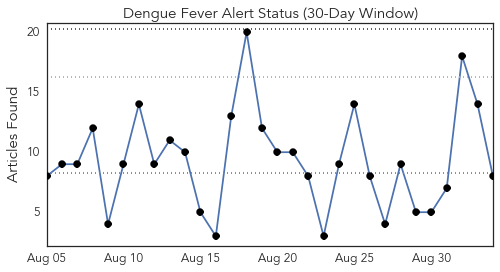 Dengue Fever Alert Status (30-Day Window)
Articles Found
20
15
10
5
Aug 05 Aug 10 Aug 15 Aug 20 Aug 25 Aug 30